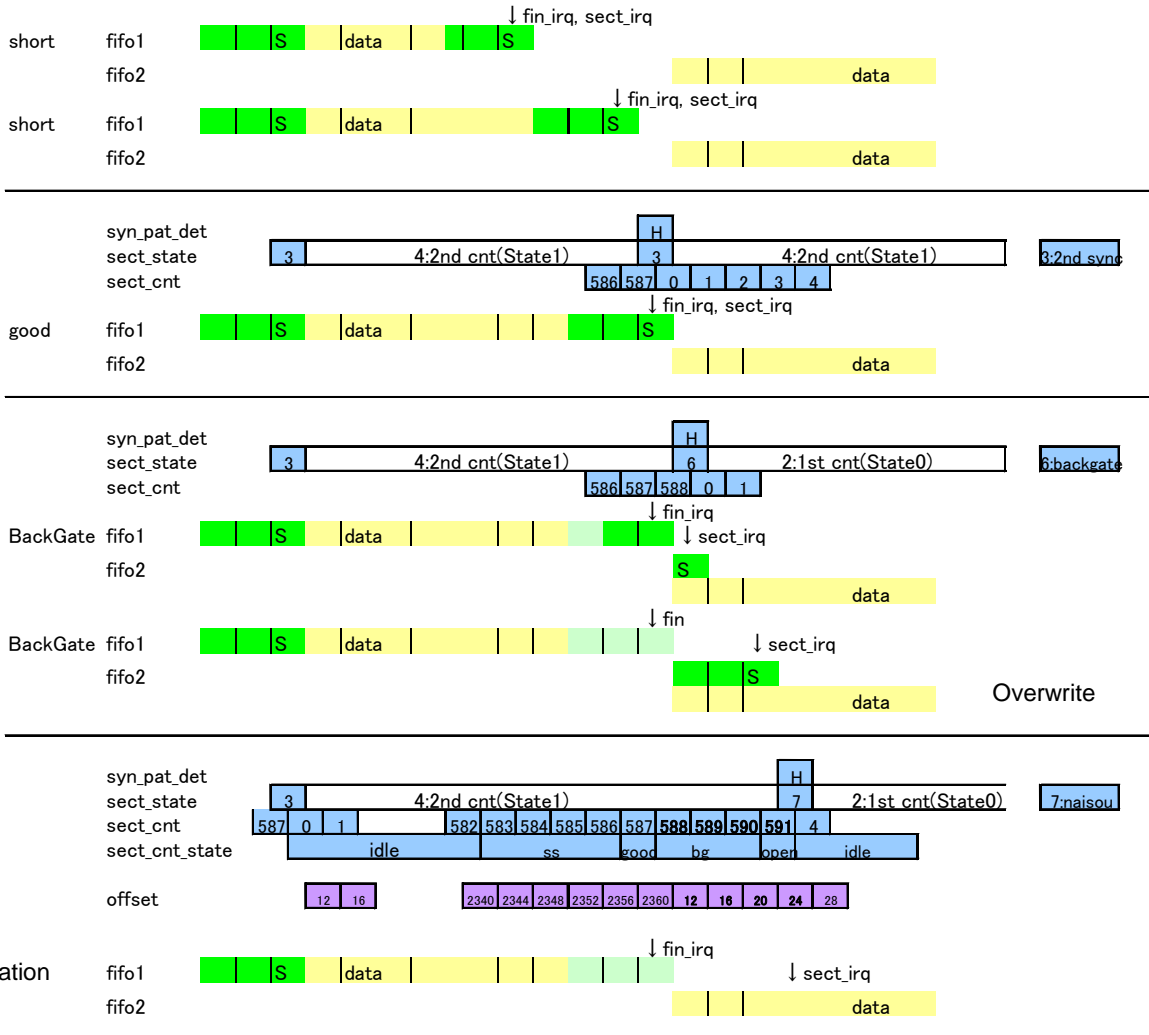 ↓fin_irq, sect_irq
short fifo1 S data S
fifo2 data
↓fin_irq, sect_irq
short fifo1 S data S
fifo2 data
syn_pat_det H
sect_state 3 4:2nd cnt(State1) 3 4:2nd cnt(State1) 3:2nd sync
sect_cnt 586 587 0 1 2 3 4
↓fin_irq, sect_irq
good fifo1 S data S
fifo2 data
syn_pat_det H
sect_state 3 4:2nd cnt(State1) 6 2:1st cnt(State0) 6:backgate
sect_cnt 586 587 588 0 1
↓fin_irq
BackGate fifo1 S data ↓sect_irq
fifo2 S
data
↓fin
BackGate fifo1 S data ↓sect_irq
fifo2 S
data Overwrite
syn_pat_det H
sect_state 3 4:2nd cnt(State1) 7 2:1st cnt(State0) 7:naisou
sect_cnt 587 0 1 582 583 584 585 586 587 588 589 590 591 4
sect_cnt_state idle ss good bg open idle
offset 12 16 2340 2344 2348 2352 2356 2360 12 16 20 24 28
↓fin_irq
ation fifo1 S data ↓sect_irq
fifo2 data